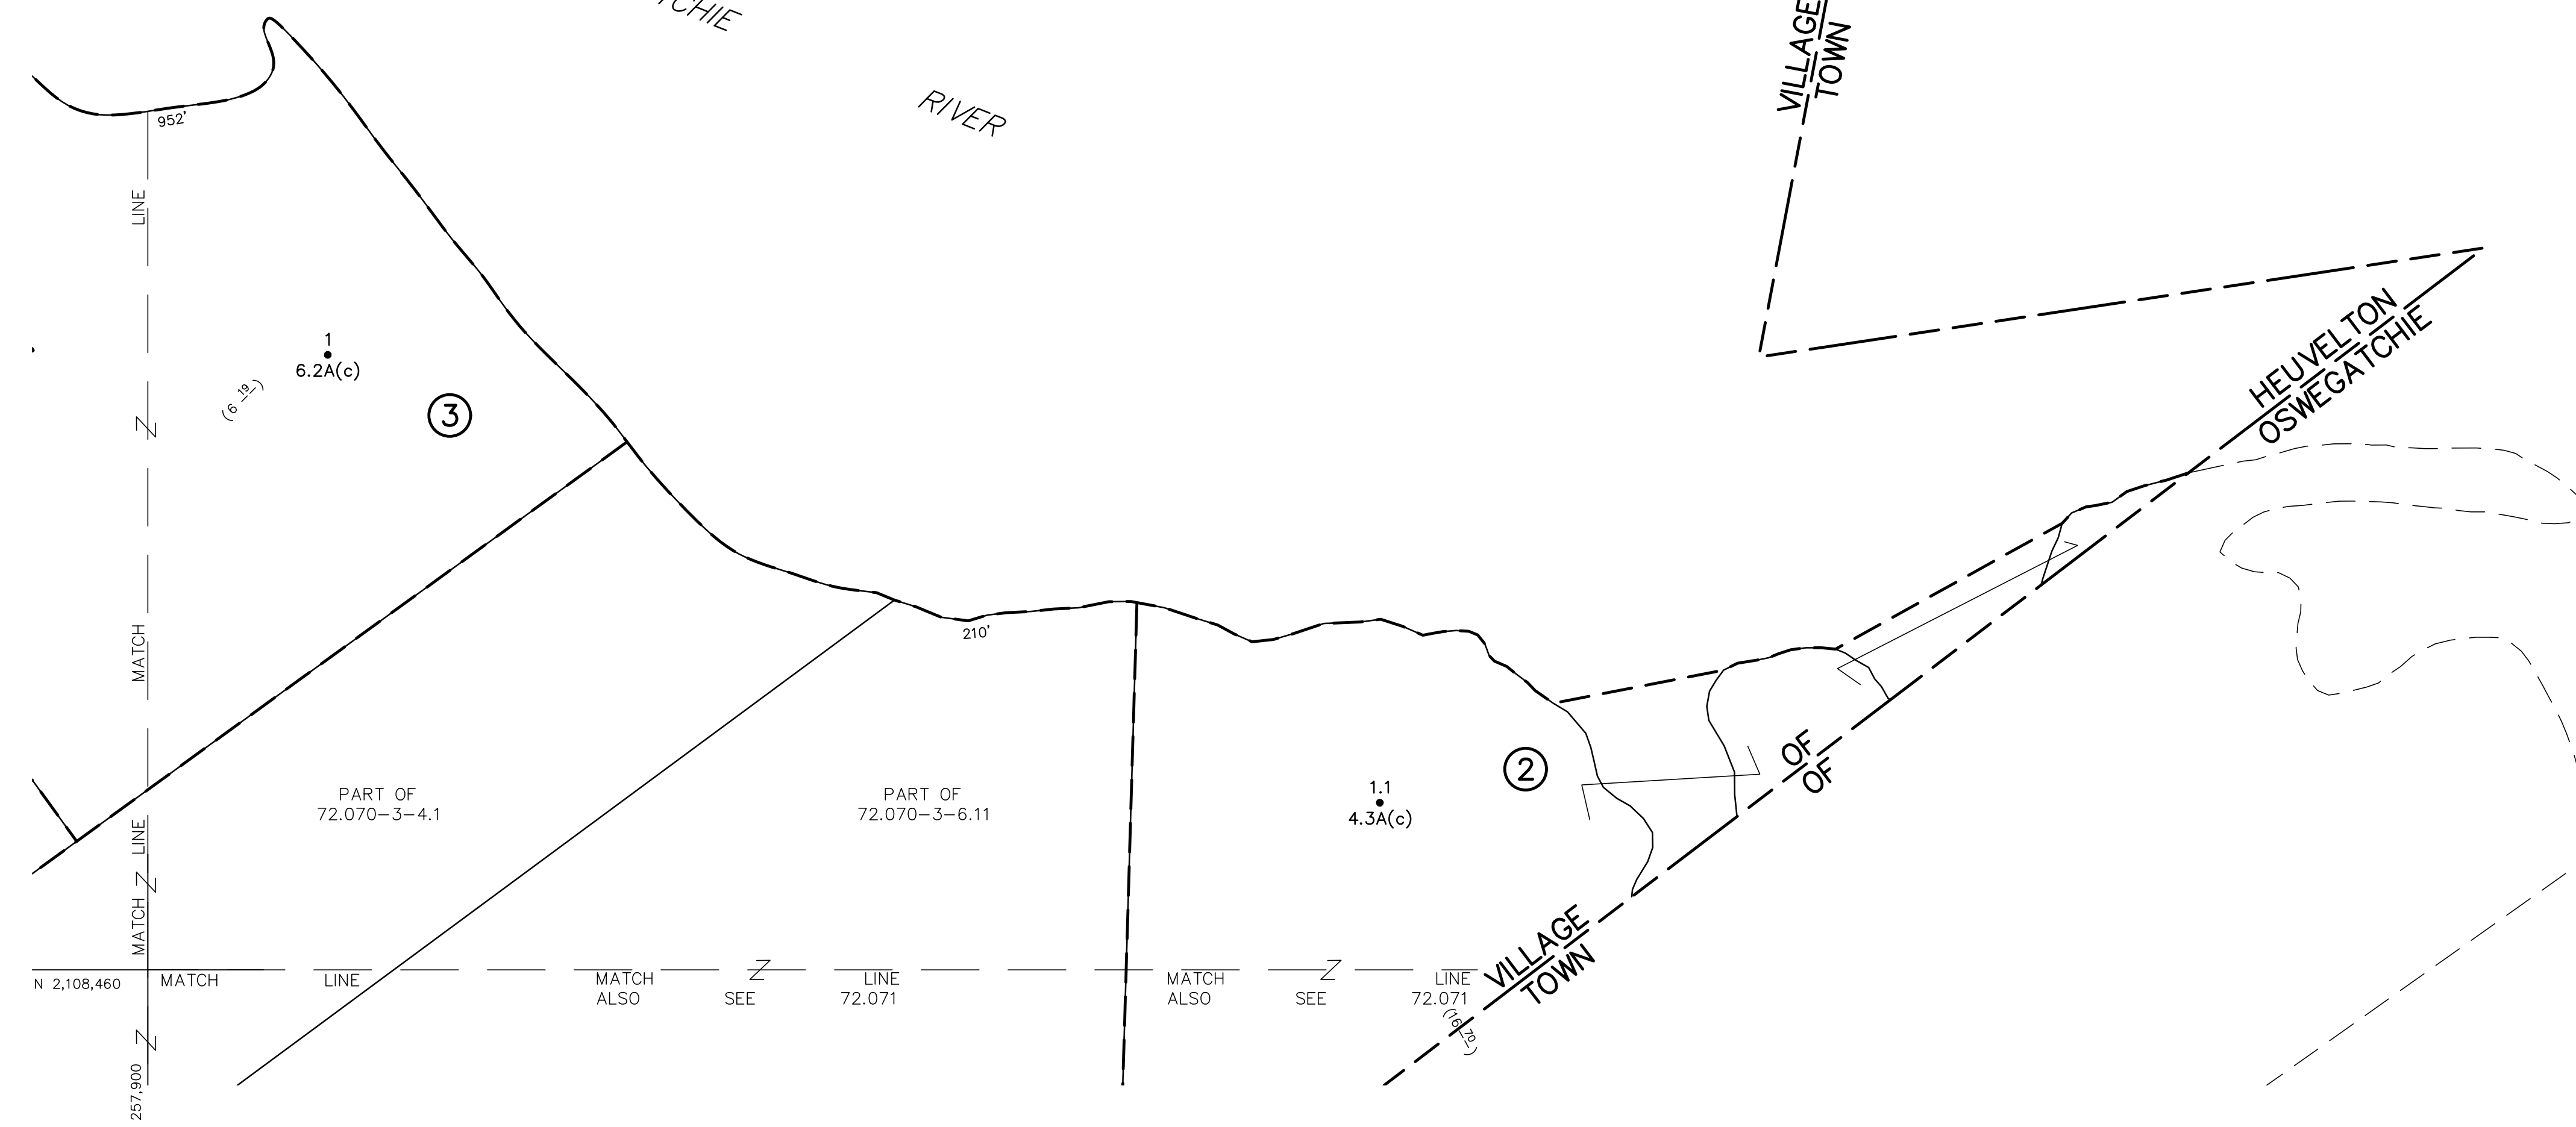 RIVER
VILLAGE
TOWN
952'
LINE
1
6.2A(c)
(6 19)
3
HEUVELTON
OSWEGATCHIE
MATCH
210'
PART OF
72.070-3-4.1
PART OF
72.070-3-6.11
1.1
4.3A(c)
2
OF
OF
LINE
MATCH
VILLAGE
TOWN
N 2,108,460
MATCH
LINE
MATCH
LINE
ALSO
SEE
72.071
MATCH
LINE
ALSO
SEE
72.071
(16 70)
257,900